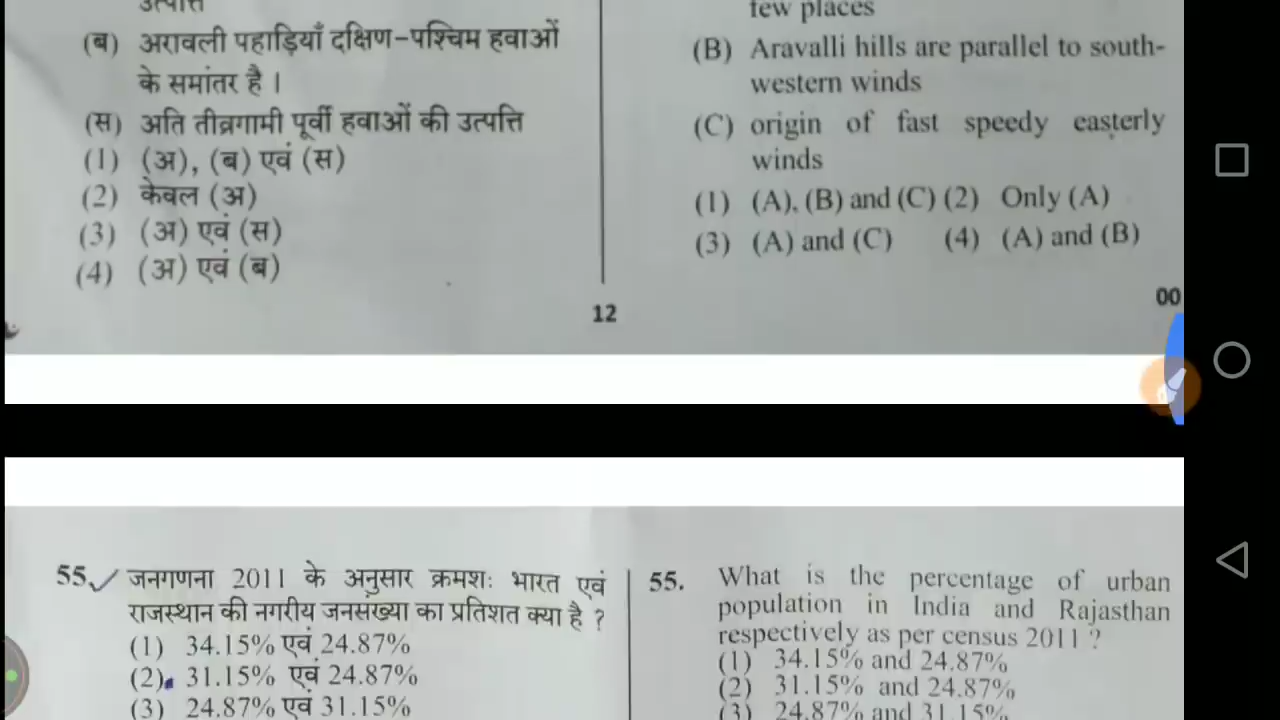 उत्पत्ति
(ब) अरावली पहाड़ियाँ दक्षिण-पश्चिम हवाओं
के समांतर है ।
(स) अति तीव्रगामी पूर्वी हवाओं की उत्पत्ति
(1) (अ), (ब) एवं (स)
(2) केवल (अ)
(3) (अ) एवं (स)
(4) (अ) एवं (ब)
few places
(B) Aravalli hills are parallel to south-
western winds
(C) origin of fast speedy easterly
winds
(1) (A), (B) and (C) (2) Only (A)
(3) (A) and (C) (4) (A) and (B)
12
00
55. जनगणना 2011 के अनुसार क्रमशः भारत एवं
राजस्थान की नगरीय जनसख्या का प्रतिशत क्या है ?
(1) 34.15% एवं 24.87%
(2) 31.15% एवं 24.87%
(3) 24.87% एवं 31.15%
55. What is the percentage of urban
population in India and Rajasthan
respectively as per census 2011 ?
(1) 34.15% and 24.87%
(2) 31.15% and 24.87%
(3) 24.87% and 31.15%